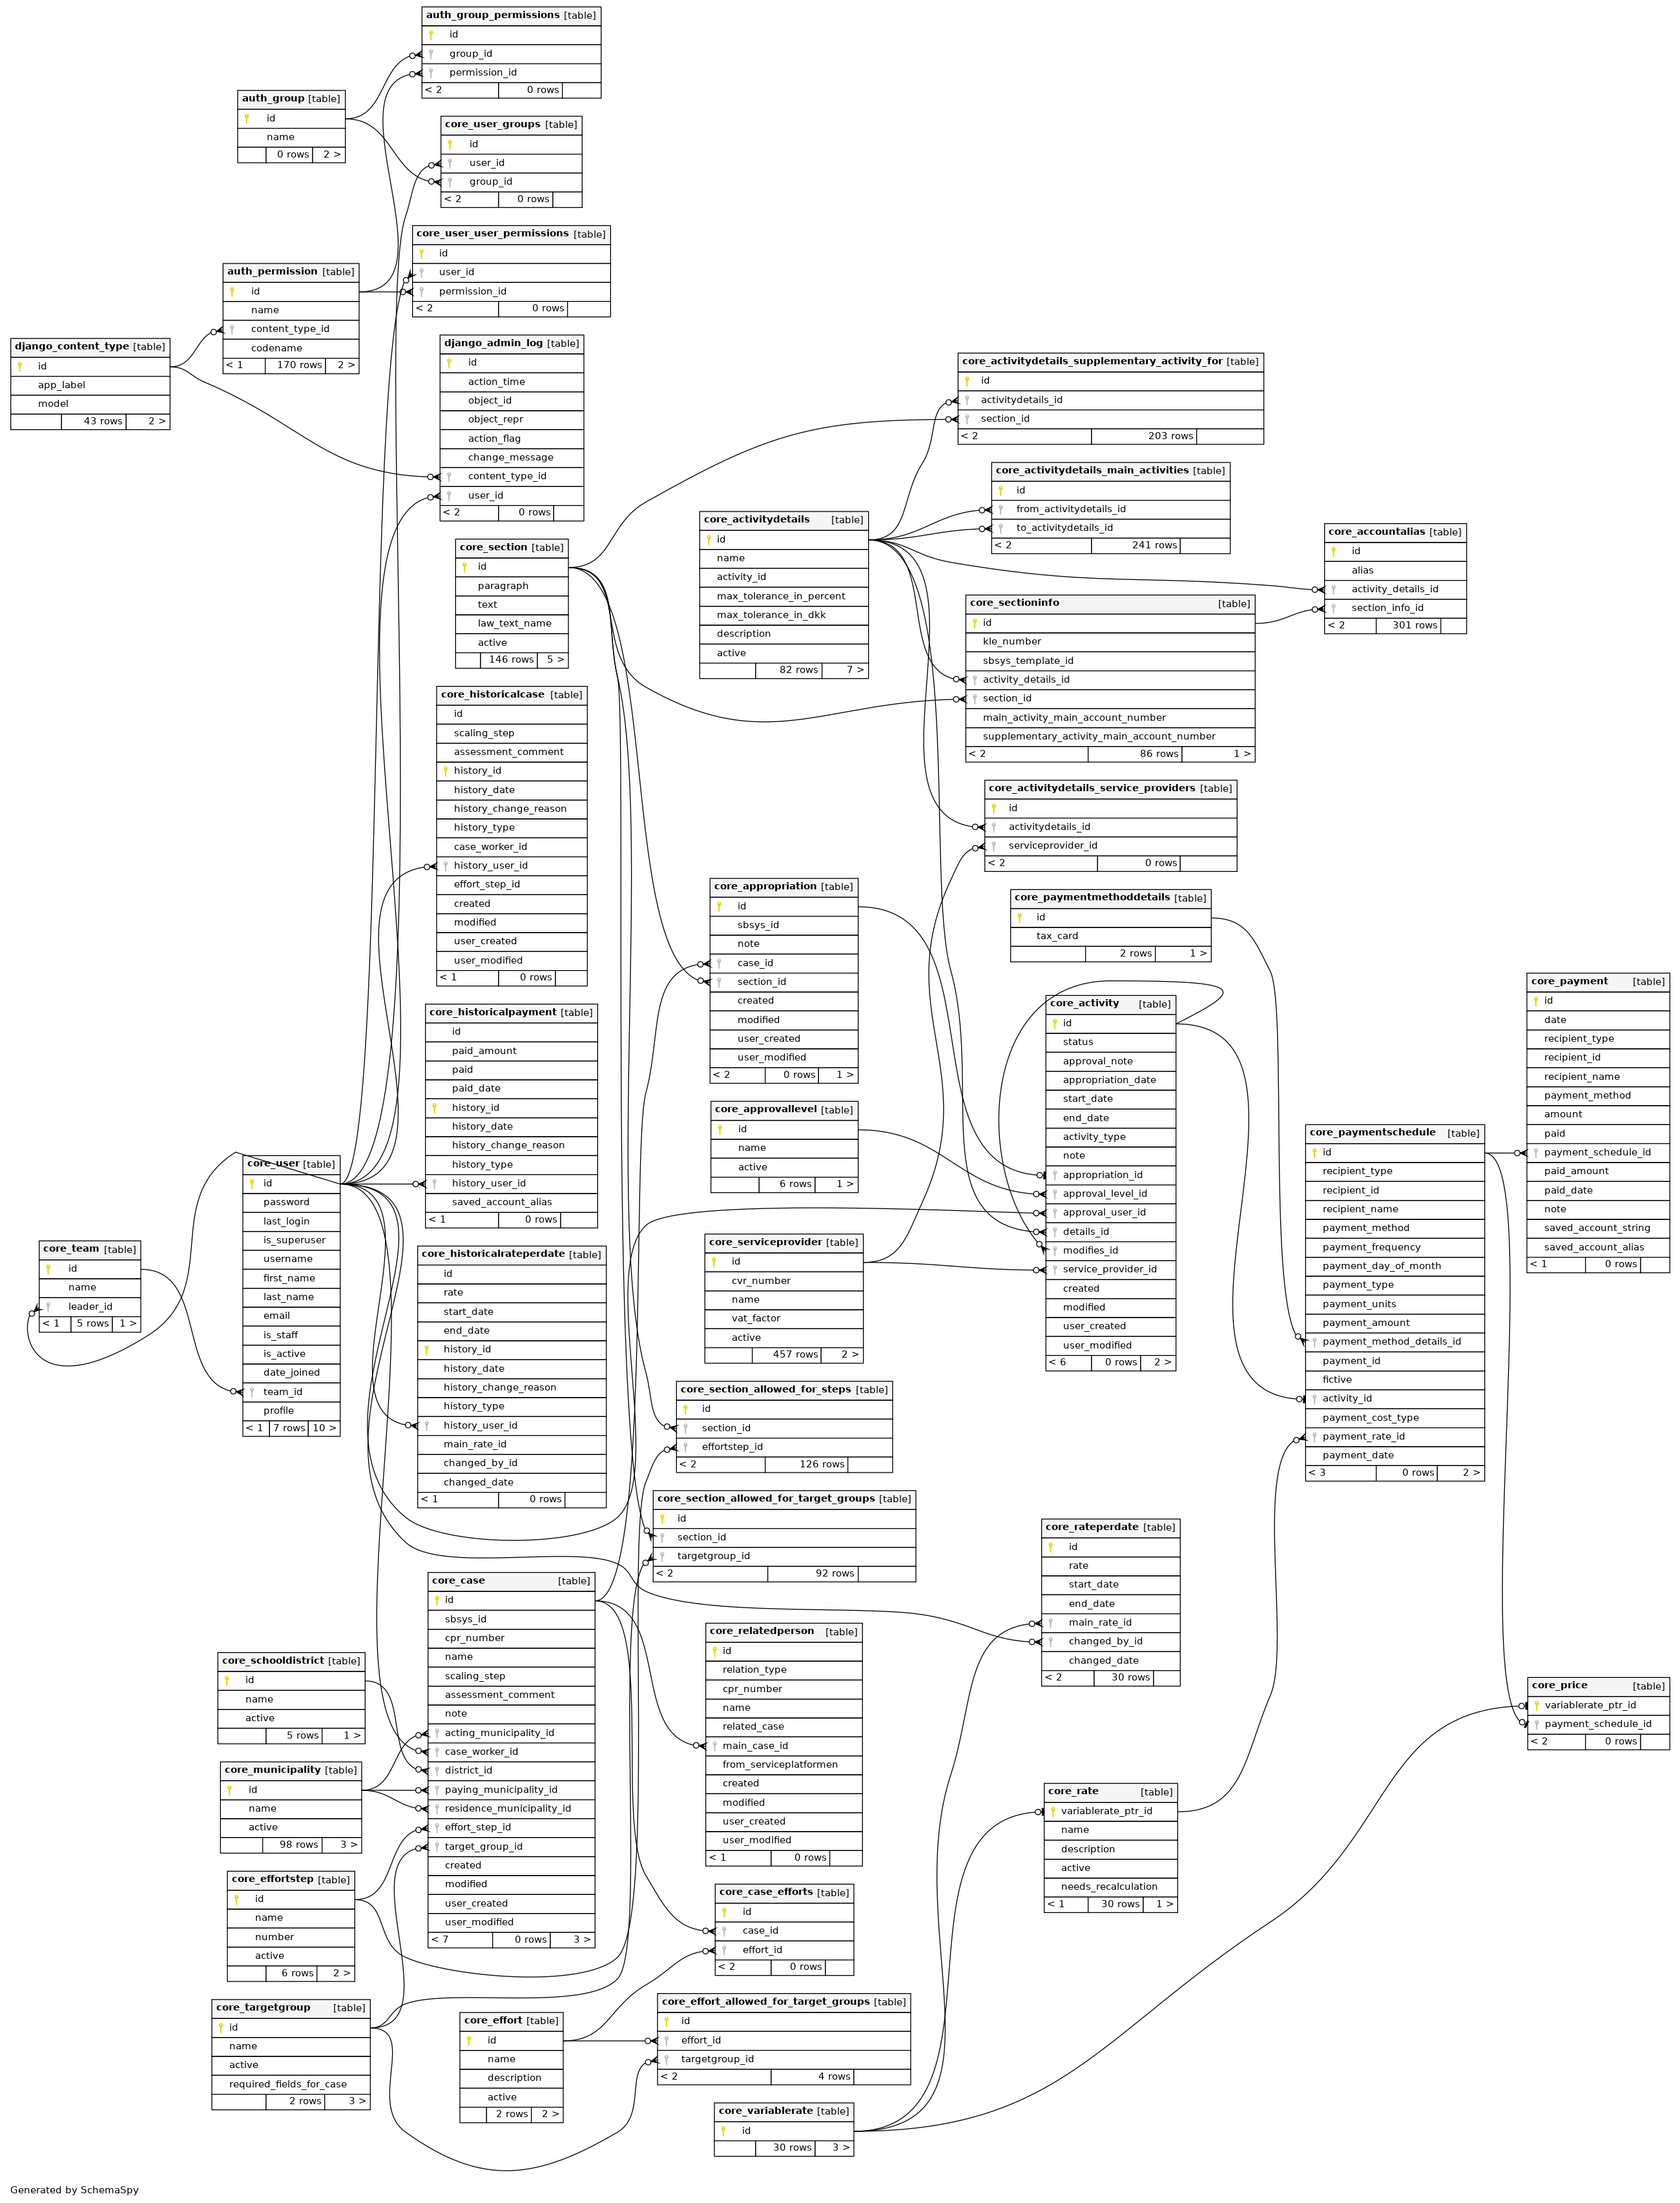 auth_group_permissions [table]
id
group_id
permission_id
< 2 0 rows
auth_group [table]
id
name
0 rows 2 >
core_user_groups [table]
id
user_id
group_id
< 2 0 rows
core_user_user_permissions [table]
id
user_id
permission_id
< 2 0 rows
auth_permission [table]
id
name
content_type_id
codename
< 1 170 rows 2 >
django_content_type [table]
id
app_label
model
43 rows 2 >
django_admin_log [table]
id
action_time
object_id
object_repr
action_flag
change_message
content_type_id
user_id
< 2 0 rows
core_activitydetails_supplementary_activity_for [table]
id
activitydetails_id
section_id
< 2 203 rows
core_activitydetails_main_activities [table]
id
from_activitydetails_id
to_activitydetails_id
< 2 241 rows
core_activitydetails [table]
id
name
activity_id
max_tolerance_in_percent
max_tolerance_in_dkk
description
active
82 rows 7 >
core_accountalias [table]
id
alias
activity_details_id
section_info_id
< 2 301 rows
core_section [table]
id
paragraph
text
law_text_name
active
146 rows 5 >
core_sectioninfo [table]
id
kle_number
sbsys_template_id
activity_details_id
section_id
main_activity_main_account_number
supplementary_activity_main_account_number
< 2 86 rows 1 >
core_historicalcase [table]
id
scaling_step
assessment_comment
history_id
history_date
history_change_reason
history_type
case_worker_id
history_user_id
effort_step_id
created
modified
user_created
user_modified
< 1 0 rows
core_activitydetails_service_providers [table]
id
activitydetails_id
serviceprovider_id
< 2 0 rows
core_appropriation [table]
id
sbsys_id
note
case_id
section_id
created
modified
user_created
user_modified
< 2 0 rows 1 >
core_paymentmethoddetails [table]
id
tax_card
2 rows 1 >
core_payment [table]
id
date
recipient_type
recipient_id
recipient_name
payment_method
amount
paid
payment_schedule_id
paid_amount
paid_date
note
saved_account_string
saved_account_alias
< 1 0 rows
core_activity [table]
id
status
approval_note
appropriation_date
start_date
end_date
activity_type
note
appropriation_id
approval_level_id
approval_user_id
details_id
modifies_id
service_provider_id
created
modified
user_created
user_modified
< 6 0 rows 2 >
core_historicalpayment [table]
id
paid_amount
paid
paid_date
history_id
history_date
history_change_reason
history_type
history_user_id
saved_account_alias
< 1 0 rows
core_approvallevel [table]
id
name
active
6 rows 1 >
core_paymentschedule [table]
id
recipient_type
recipient_id
recipient_name
payment_method
payment_frequency
payment_day_of_month
payment_type
payment_units
payment_amount
payment_method_details_id
payment_id
fictive
activity_id
payment_cost_type
payment_rate_id
payment_date
< 3 0 rows 2 >
core_user [table]
id
password
last_login
is_superuser
username
first_name
last_name
email
is_staff
is_active
date_joined
team_id
profile
< 1 7 rows 10 >
core_team [table]
id
name
leader_id
< 1 5 rows 1 >
core_historicalrateperdate [table]
id
rate
start_date
end_date
history_id
history_date
history_change_reason
history_type
history_user_id
main_rate_id
changed_by_id
changed_date
< 1 0 rows
core_serviceprovider [table]
id
cvr_number
name
vat_factor
active
457 rows 2 >
core_section_allowed_for_steps [table]
id
section_id
effortstep_id
< 2 126 rows
core_section_allowed_for_target_groups [table]
id
section_id
targetgroup_id
< 2 92 rows
core_rateperdate [table]
id
rate
start_date
end_date
main_rate_id
changed_by_id
changed_date
< 2 30 rows
core_case [table]
id
sbsys_id
cpr_number
name
scaling_step
assessment_comment
note
acting_municipality_id
case_worker_id
district_id
paying_municipality_id
residence_municipality_id
effort_step_id
target_group_id
created
modified
user_created
user_modified
< 7 0 rows 3 >
core_relatedperson [table]
id
relation_type
cpr_number
name
related_case
main_case_id
from_serviceplatformen
created
modified
user_created
user_modified
< 1 0 rows
core_schooldistrict [table]
id
name
active
5 rows 1 >
core_price [table]
variablerate_ptr_id
payment_schedule_id
< 2 0 rows
core_municipality [table]
id
name
active
98 rows 3 >
core_rate [table]
variablerate_ptr_id
name
description
active
needs_recalculation
< 1 30 rows 1 >
core_effortstep [table]
id
name
number
active
6 rows 2 >
core_case_efforts [table]
id
case_id
effort_id
< 2 0 rows
core_targetgroup [table]
id
name
active
required_fields_for_case
2 rows 3 >
core_effort [table]
id
name
description
active
2 rows 2 >
core_effort_allowed_for_target_groups [table]
id
effort_id
targetgroup_id
< 2 4 rows
core_variablerate [table]
id
30 rows 3 >
Generated by SchemaSpy